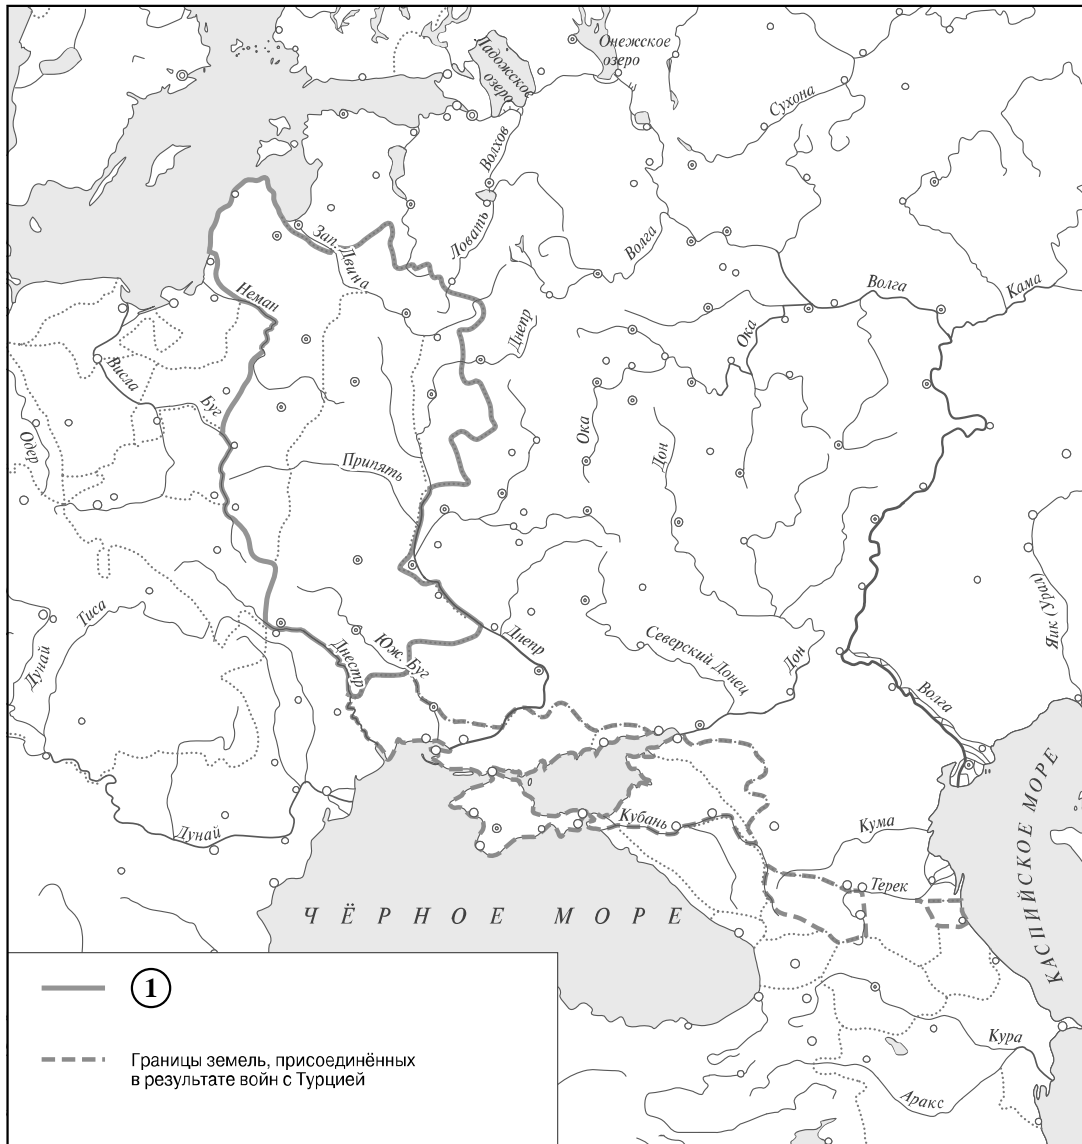 Онежское
озеро
Ладожское
озеро
Сухона
Волхов
Ловать
Зап. Двина
Волга
Волга
Кама
Неман
Днепр
Ока
Висла
Буг
Одер
Ока
Дон
Припять
Яик (Урал)
Тиса
Дунай
Днестр
Юж. Буг
Днепр
Северский Донец
Дон
Волга
Дунай
Кубань
Кума
Терек
КАСПИЙСКОЕ МОРЕ
ЧЁРНОЕ МОРЕ
Кура
Аракс
1
Границы земель, присоединённых
в результате войн с Турцией